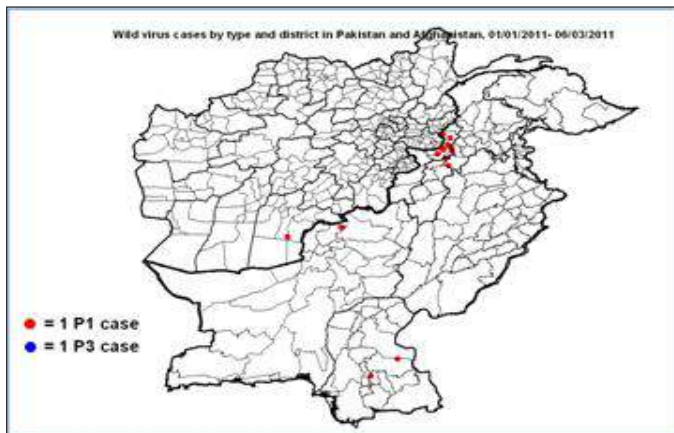 Wild virus cases by type and district in Pakistan and Afghanistan, 01/01/2011- 06/03/2011
= 1 P1 case
= 1 P3 case